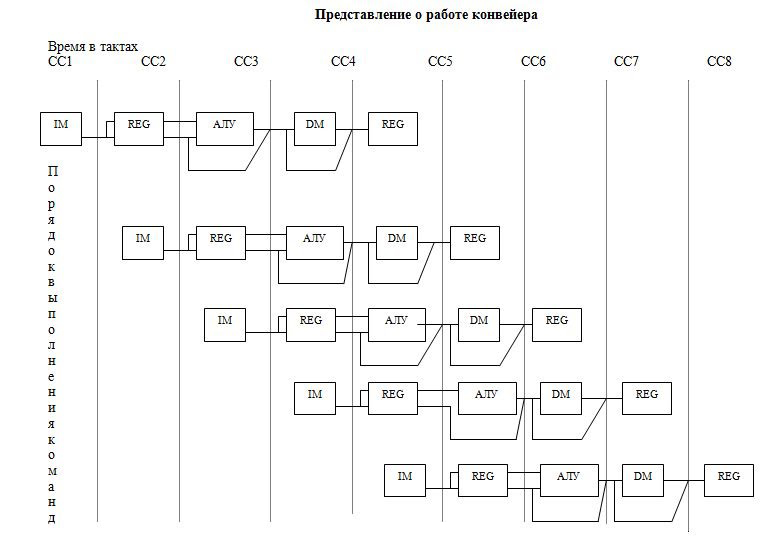 Представление о работе конвейера
Время в тактах
CC1 CC2 CC3 CC4 CC5 CC6 CC7 CC8
IM REG АЛУ DM REG
Порядоквыполнениякоманд
IM REG АЛУ DM REG
IM REG АЛУ DM REG
IM REG АЛУ DM REG
IM REG АЛУ DM REG